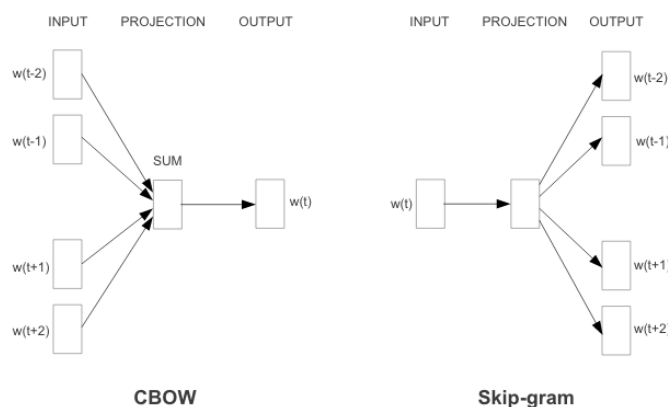 INPUT PROJECTION OUTPUT
w(t-2)
w(t-1)
SUM
w(t)
w(t+1)
w(t+2)
CBOW
INPUT PROJECTION OUTPUT
w(t-2)
w(t-1)
w(t)
w(t+1)
w(t+2)
Skip-gram